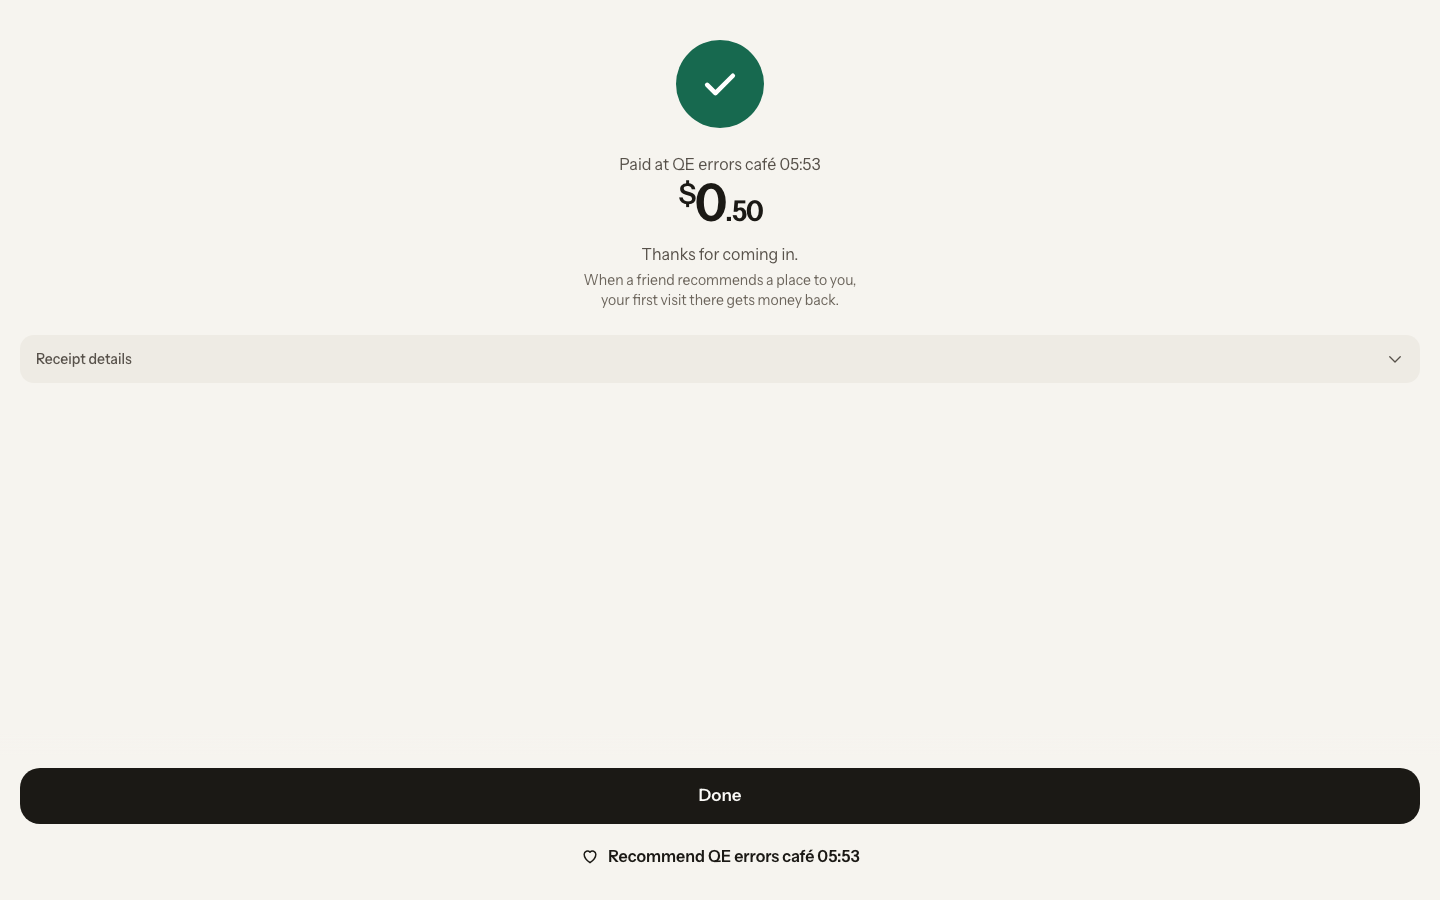 Paid at QE errors café 05:53
$0.50
Thanks for coming in.
When a friend recommends a place to you,
your first visit there gets money back.
Receipt details
Done
Recommend QE errors café 05:53